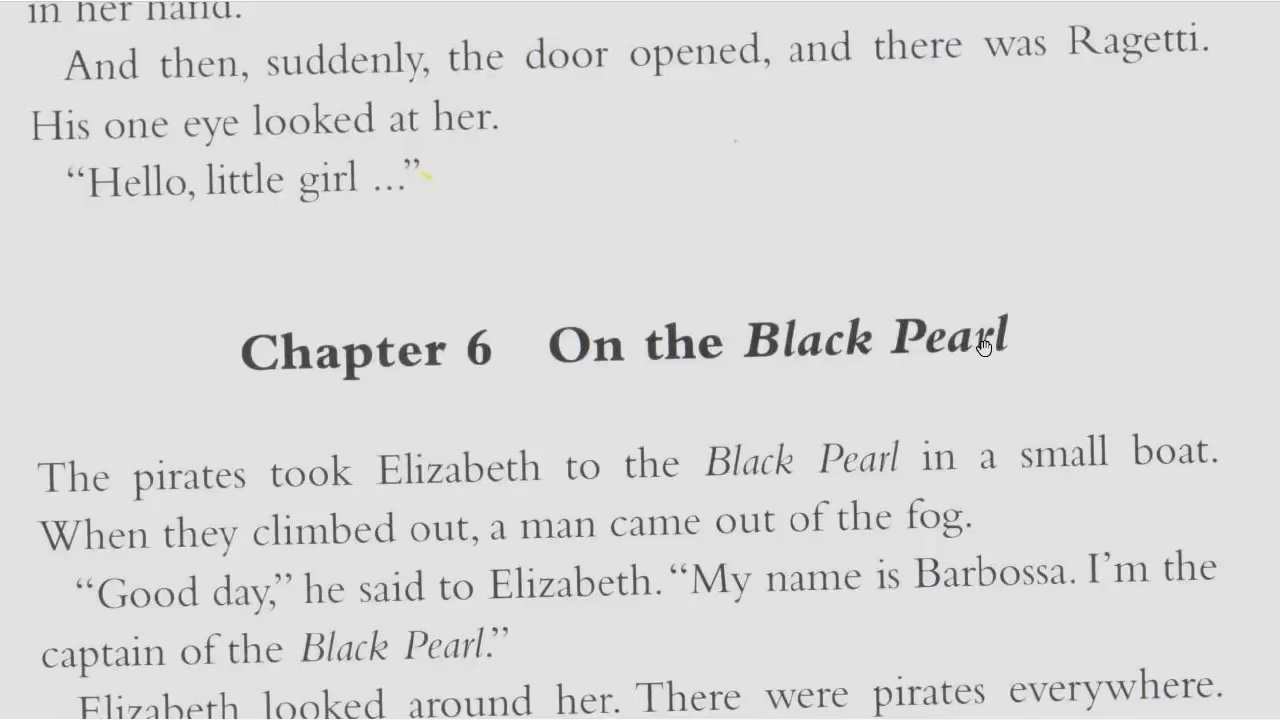 in her hand.
And then, suddenly, the door opened, and there was Ragetti.
His one eye looked at her.
“Hello, little girl ...”
Chapter 6 On the Black Pearl
The pirates took Elizabeth to the Black Pearl in a small boat.
When they climbed out, a man came out of the fog.
“Good day,” he said to Elizabeth. “My name is Barbossa. I’m the
captain of the Black Pearl.”
Elizabeth looked around her. There were pirates everywhere.